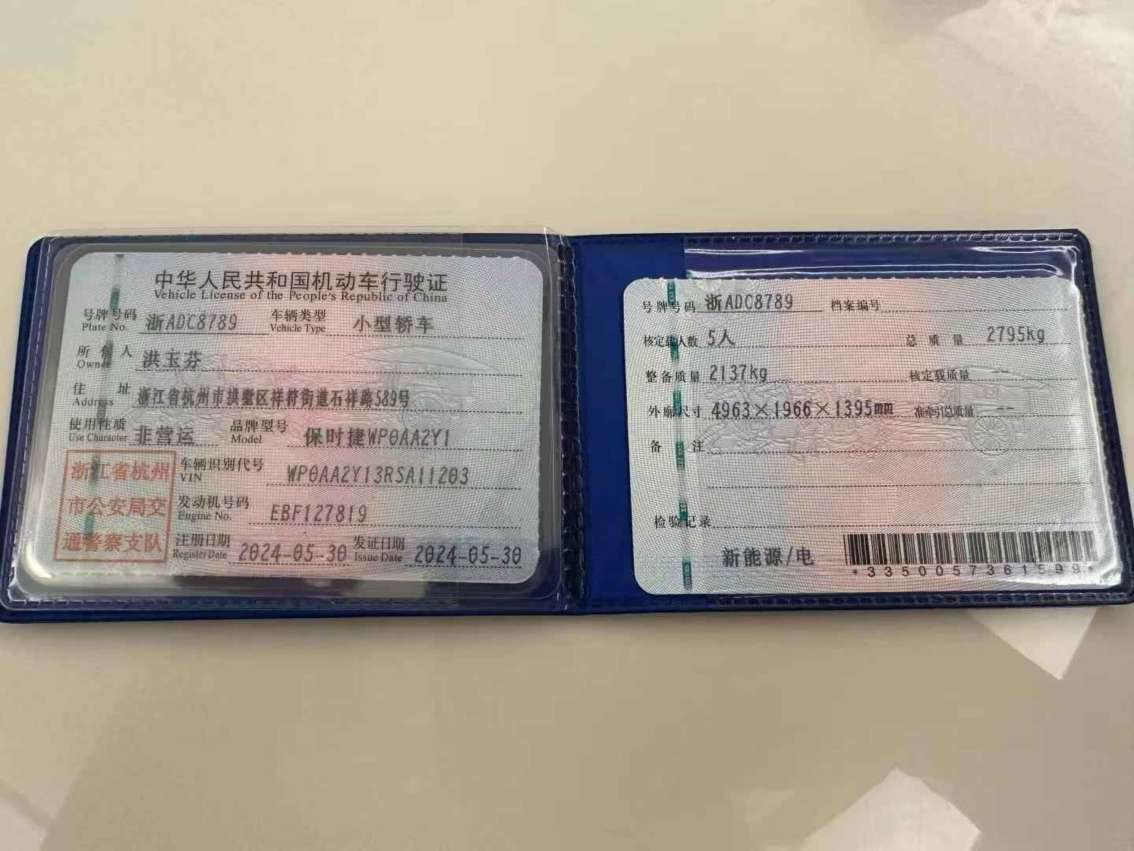 中华人民共和国机动车行驶证
Vehicle License of the People's Republic of China
号牌号码 浙ADC8789 车辆类型 小型轿车
Plate No. Vehicle Type
所有人 洪玉芬
Owner
住址 浙江省杭州市拱墅区祥符街道石祥路589号
Address
使用性质 非营运 品牌型号 保时捷WP0AA2Y1
Use Character Model
浙江省杭州
市公安局交
通警察支队
车辆识别代号 WP0AA2Y13RSA11203
VIN
发动机号码 EBF127819
Engine No.
注册日期 2024-05-30 发证日期 2024-05-30
Register Date Issue Date
号牌号码 浙ADC8789 档案编号
核定载人数 5人 总质量 2795kg
整备质量 2137kg 核定载质量
外廓尺寸 4963×1966×1395mm 准牵引总质量 --
备注
检验记录
新能源/电
*3350057361599*